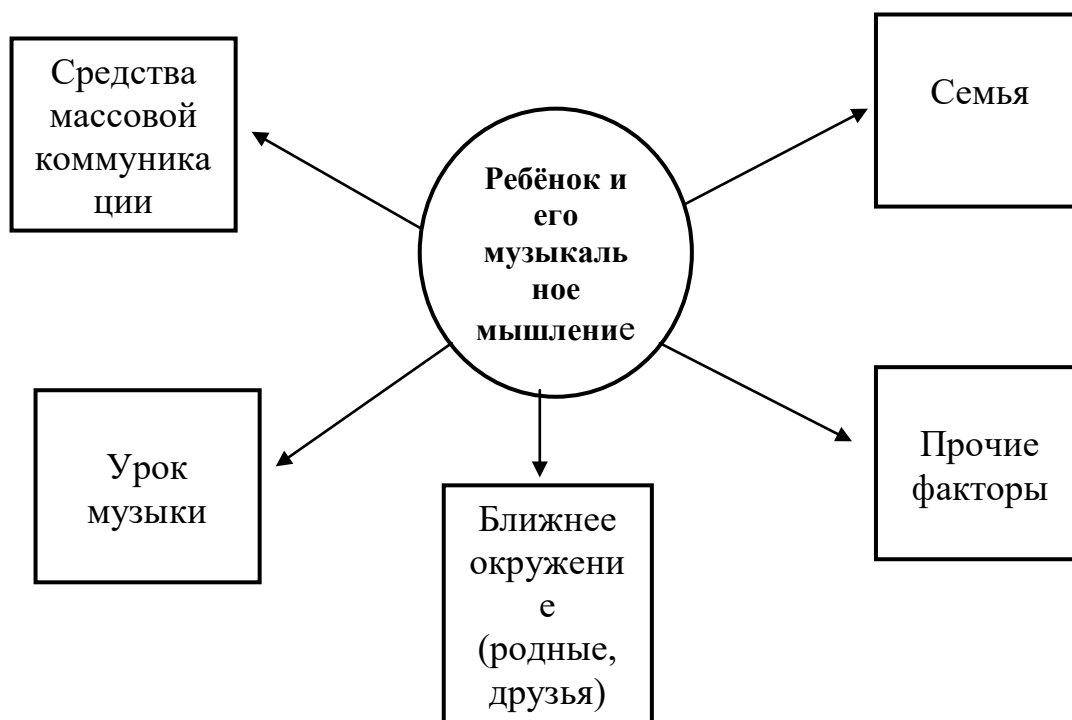 Средства
массовой
коммуника
ции
Семья
Ребёнок и
его
музыкаль
ное
мышление
Урок
музыки
Прочие
факторы
Ближнее
окружени
е
(родные,
друзья)